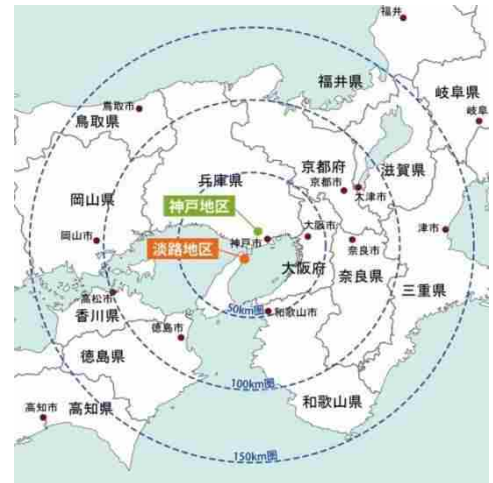 福井
福井県
岐阜県
岐阜
鳥取市
鳥取県
兵庫県
京都府
京都市
滋賀県
大津市
岡山県
神戸地区
岡山市
神戸市
大阪市
津市
淡路地区
大阪府
奈良市
奈良県
三重県
高松市
香川県
50km圏
和歌山市
徳島市
徳島県
100km圏
和歌山県
高知市
高知県
150km圏